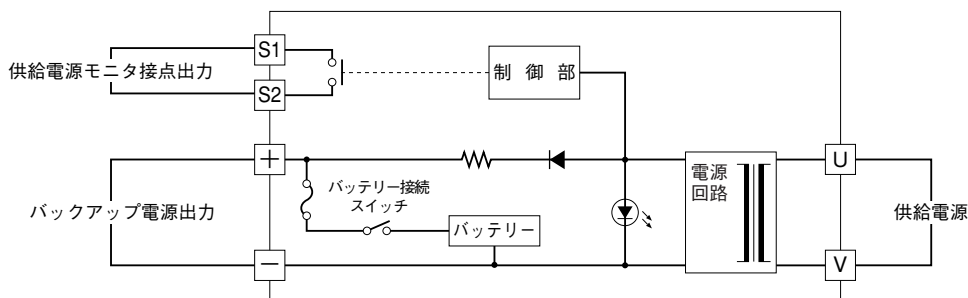 S1
供給電源モニタ接点出力
S2
制御部
＋
U
電源
回路
バッテリー接続
スイッチ
バックアップ電源出力
供給電源
バッテリー
－
V